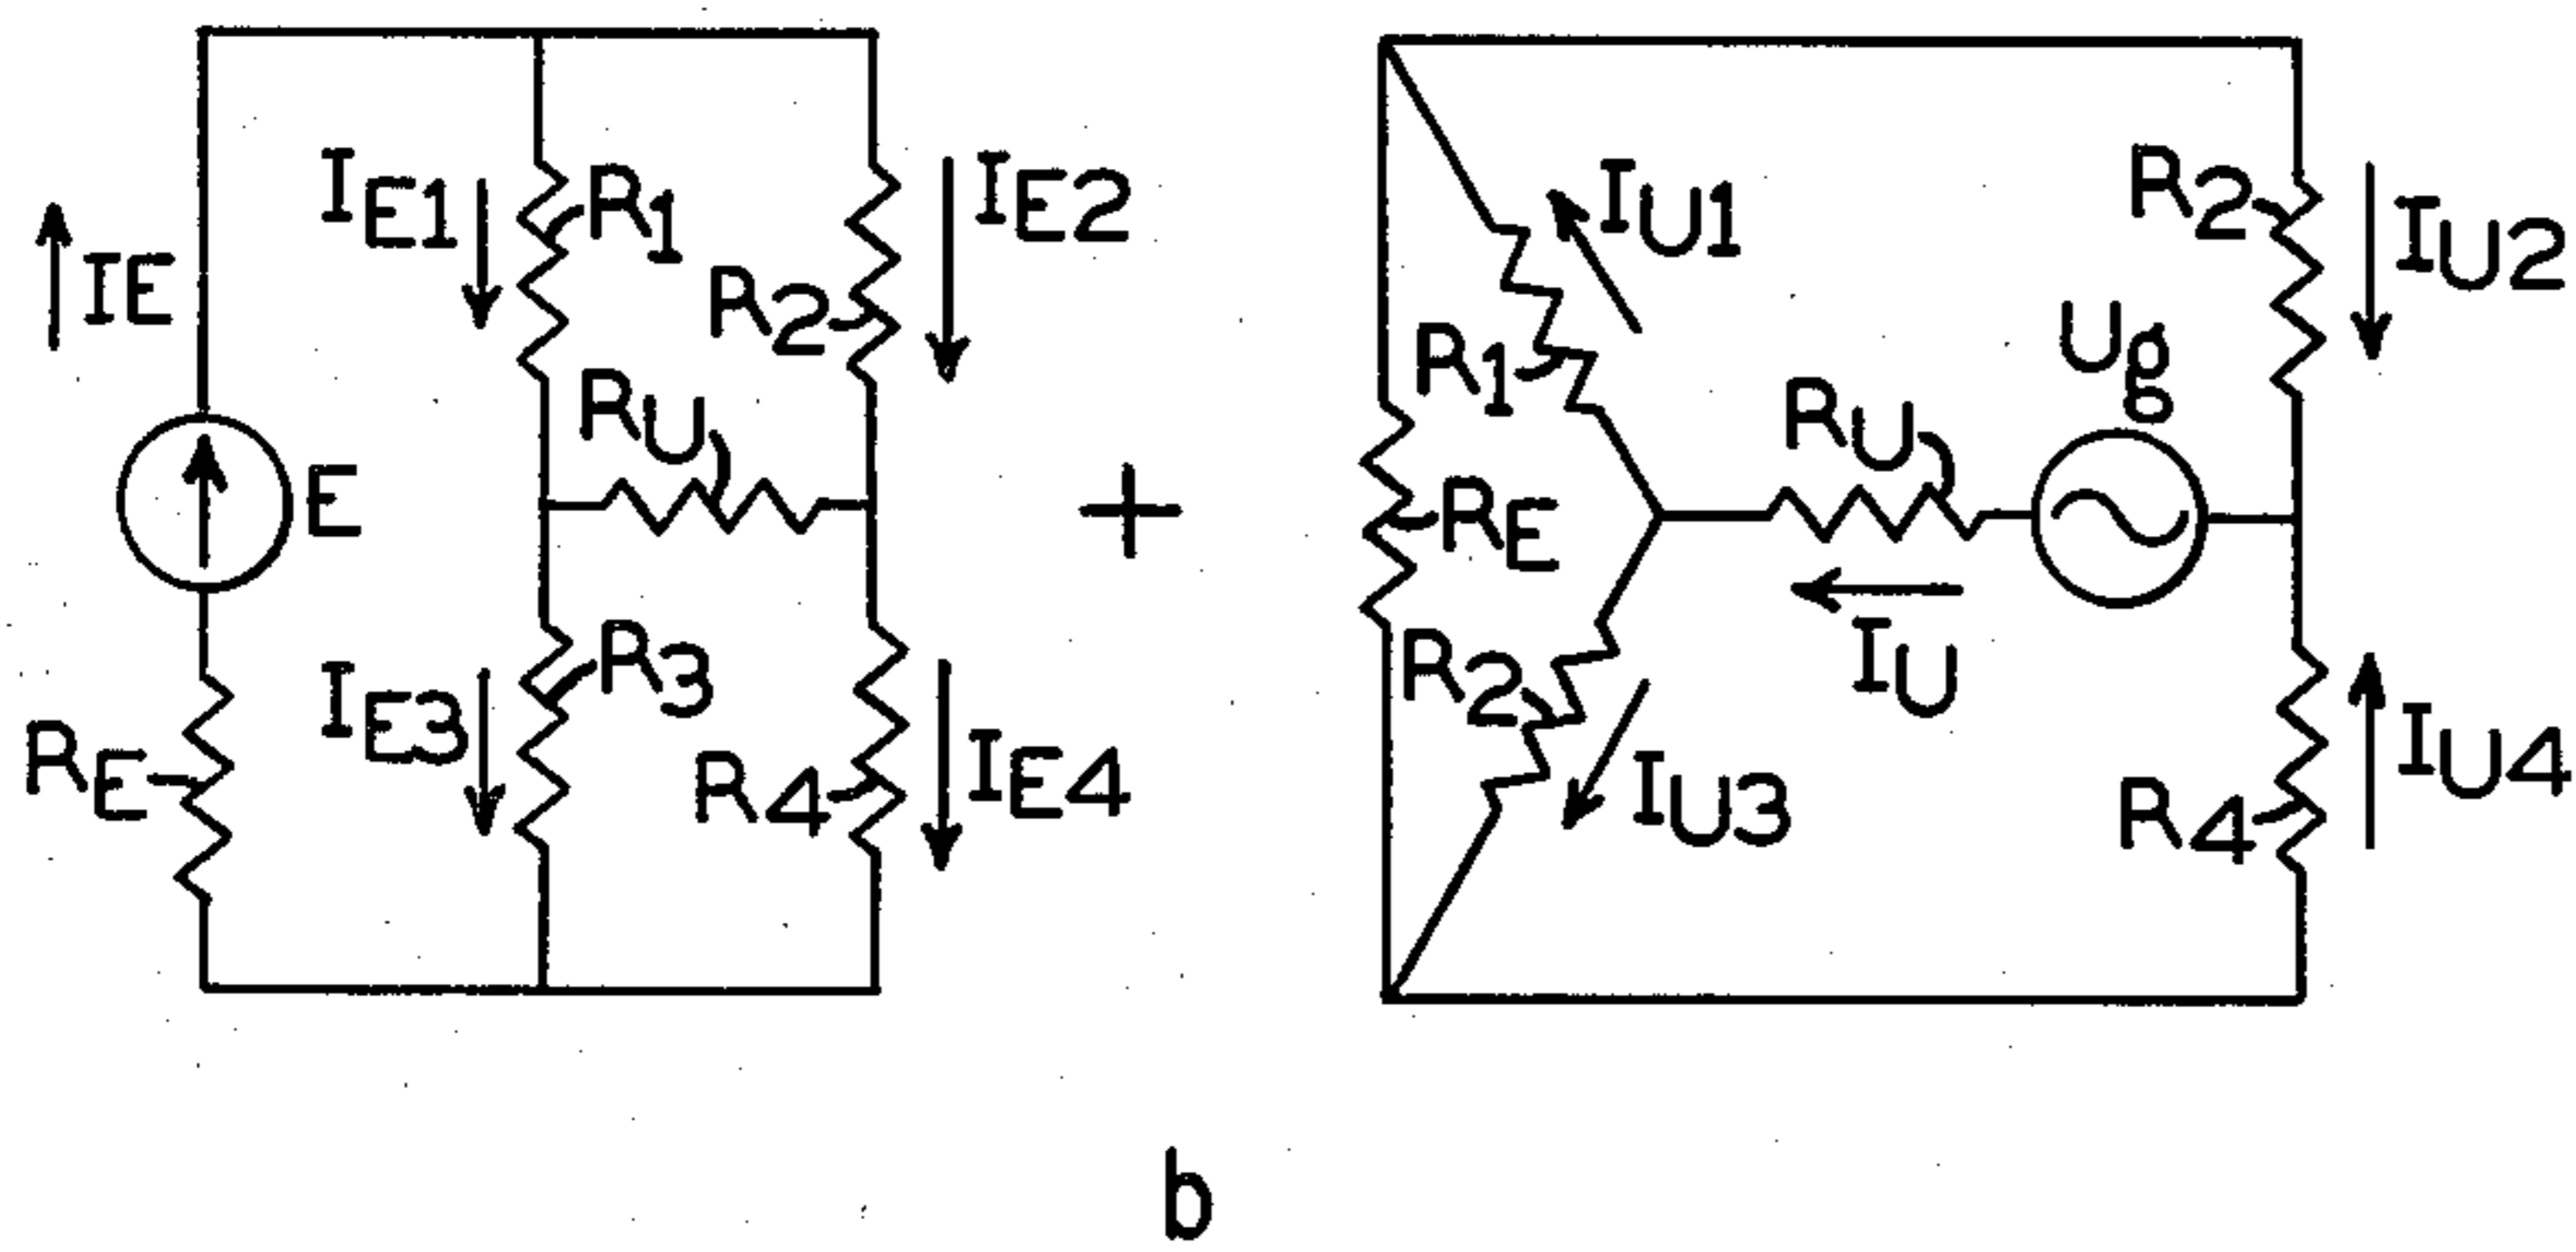 IE
IE1
R1
R2
IE2
RU
E
RE
IE3
R3
R4
IE4
+
IU1
R1
RE
R2
IU3
RU
IU
Ug
R2
IU2
R4
IU4
b